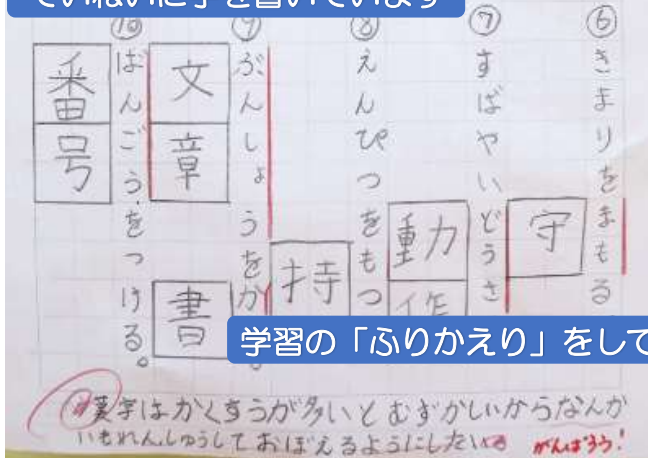 ていねいに字を書いています
⑥きまりをまもる
守
⑦すばやいどうさ
動作
⑧えんぴつをもつ
持
⑨ぶんしょうをかく。
文章
書
⑩ばんごうをつける。
番号
学習の「ふりかえり」をして
漢字はかくすうが多いとむずかしいからなんか
いもれんしゅうしておぼえるようにしたい
がんばろう!